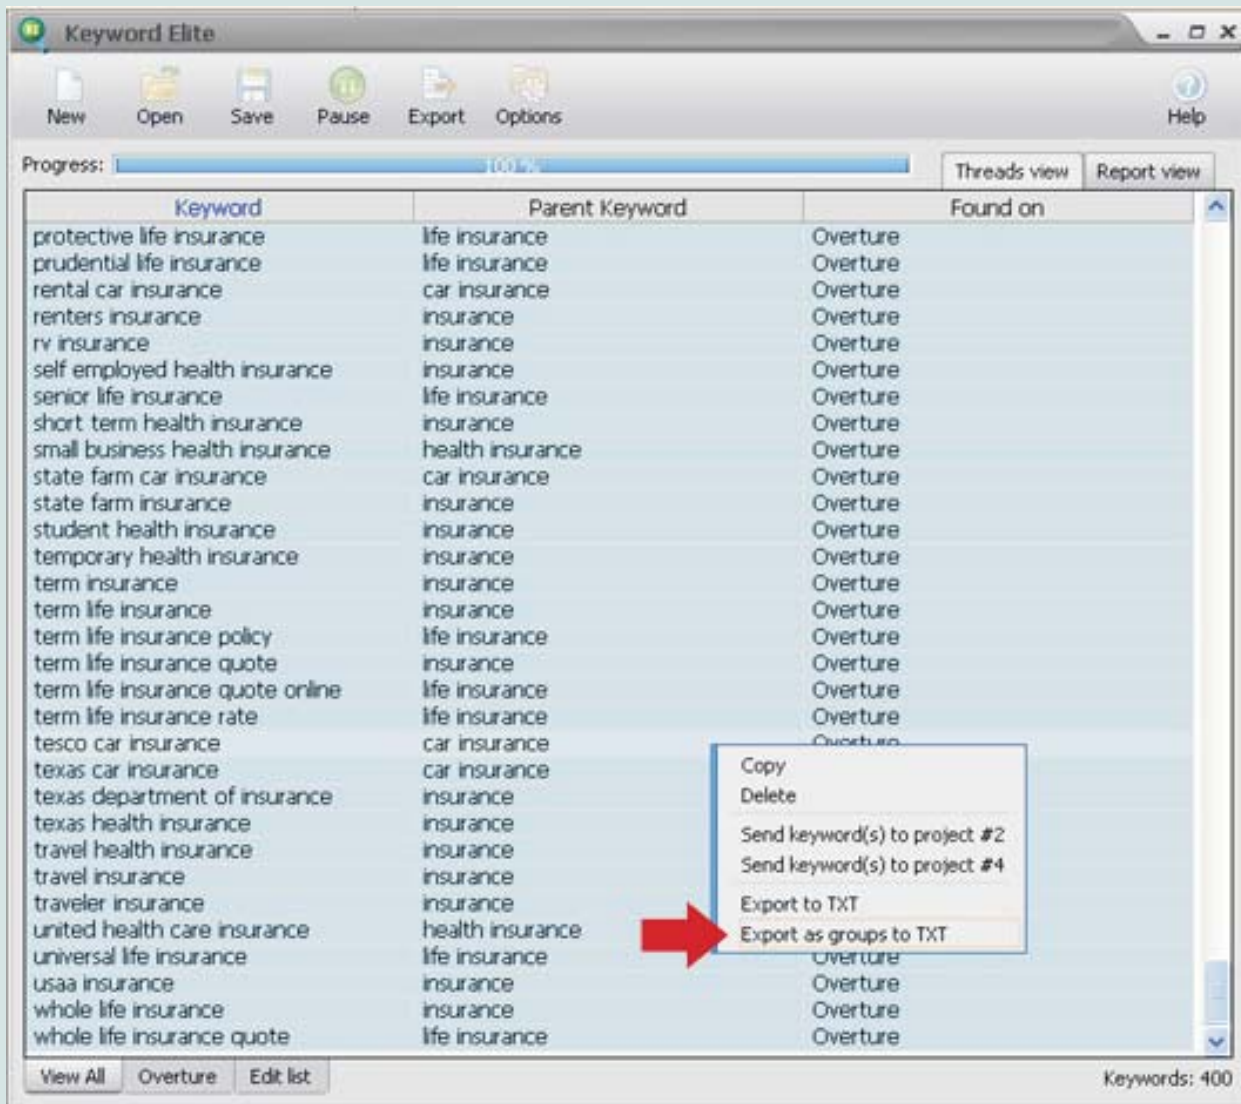 Keyword Elite
New Open Save Pause Export Options Help
Progress: 100 % Threads view Report view
Keyword Parent Keyword Found on
protective life insurance life insurance Overture
prudential life insurance life insurance Overture
rental car insurance car insurance Overture
renters insurance insurance Overture
rv insurance insurance Overture
self employed health insurance insurance Overture
senior life insurance life insurance Overture
short term health insurance insurance Overture
small business health insurance health insurance Overture
state farm car insurance car insurance Overture
state farm insurance insurance Overture
student health insurance insurance Overture
temporary health insurance insurance Overture
term insurance insurance Overture
term life insurance insurance Overture
term life insurance policy life insurance Overture
term life insurance quote insurance Overture
term life insurance quote online life insurance Overture
term life insurance rate life insurance Overture
tesco car insurance car insurance Overture
texas car insurance car insurance
texas department of insurance insurance
texas health insurance insurance
travel health insurance insurance
travel insurance insurance
traveler insurance insurance
united health care insurance health insurance
universal life insurance life insurance Overture
usaa insurance insurance Overture
whole life insurance insurance Overture
whole life insurance quote life insurance Overture
Copy
Delete
Send keyword(s) to project #2
Send keyword(s) to project #4
Export to TXT
Export as groups to TXT
View All Overture Edit list Keywords: 400